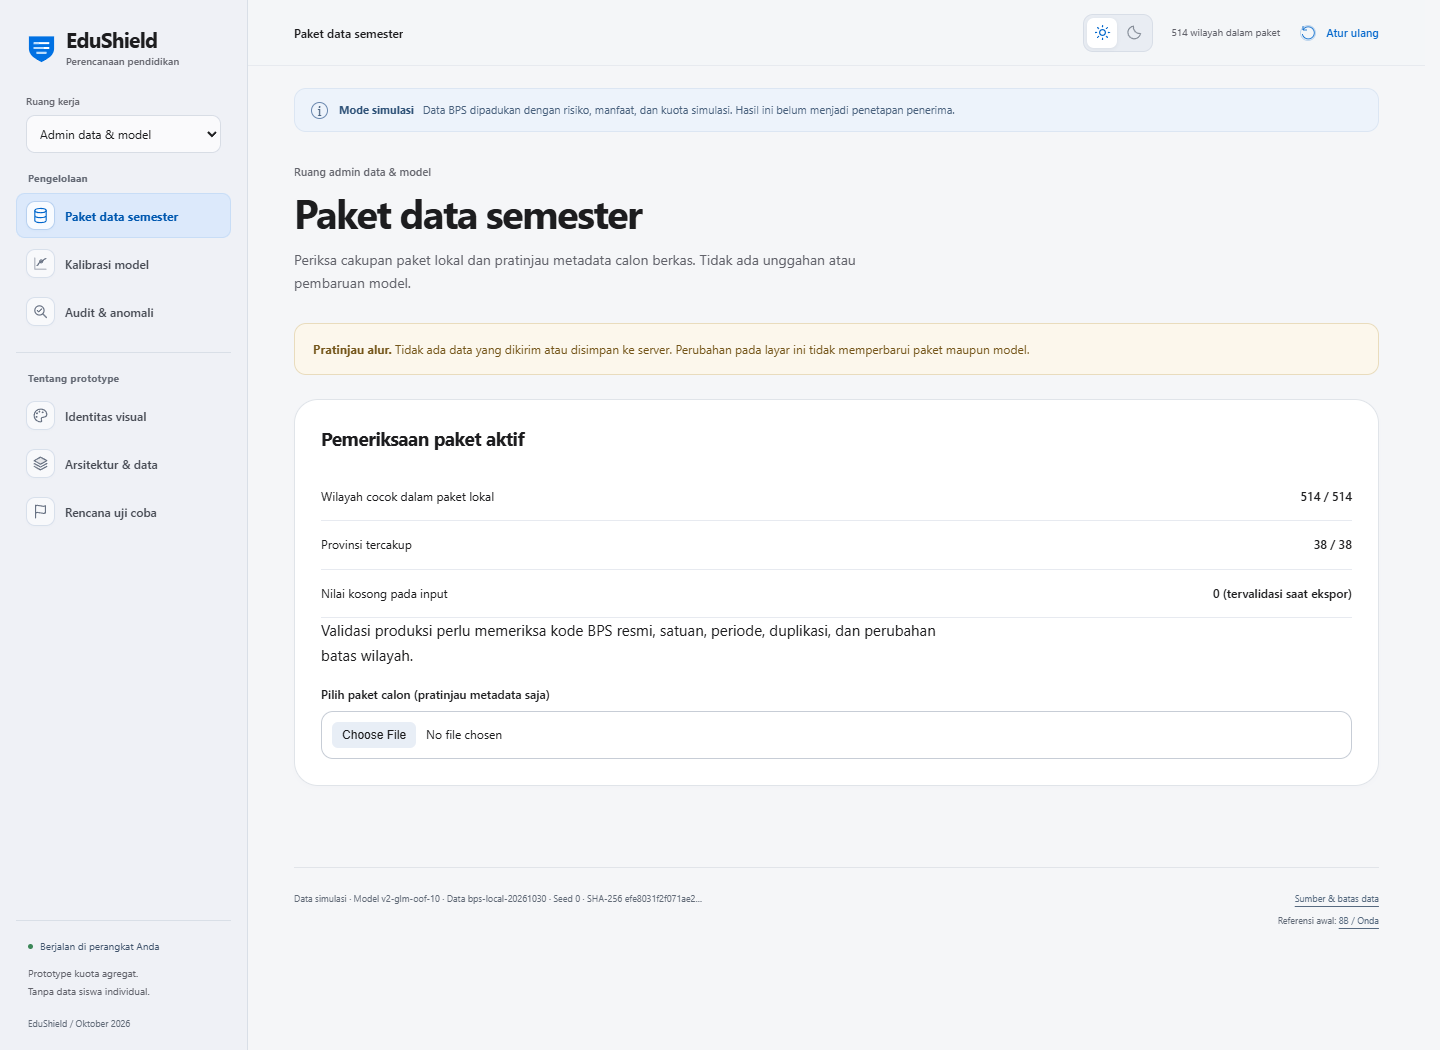 EduShield
Perencanaan pendidikan
Ruang kerja
Admin data & model
Pengelolaan
Paket data semester
Kalibrasi model
Audit & anomali
Tentang prototype
Identitas visual
Arsitektur & data
Rencana uji coba
Berjalan di perangkat Anda
Prototype kuota agregat.
Tanpa data siswa individual.
EduShield / Oktober 2026
Paket data semester
514 wilayah dalam paket
Atur ulang
Mode simulasi Data BPS dipadukan dengan risiko, manfaat, dan kuota simulasi. Hasil ini belum menjadi penetapan penerima.
Ruang admin data & model
Paket data semester
Periksa cakupan paket lokal dan pratinjau metadata calon berkas. Tidak ada unggahan atau
pembaruan model.
Pratinjau alur. Tidak ada data yang dikirim atau disimpan ke server. Perubahan pada layar ini tidak memperbarui paket maupun model.
Pemeriksaan paket aktif
Wilayah cocok dalam paket lokal 514 / 514
Provinsi tercakup 38 / 38
Nilai kosong pada input 0 (tervalidasi saat ekspor)
Validasi produksi perlu memeriksa kode BPS resmi, satuan, periode, duplikasi, dan perubahan
batas wilayah.
Pilih paket calon (pratinjau metadata saja)
Choose File No file chosen
Data simulasi · Model v2-glm-oof-10 · Data bps-local-20261030 · Seed 0 · SHA-256 efe8031f2f071ae2…
Sumber & batas data
Referensi awal: 8B / Onda